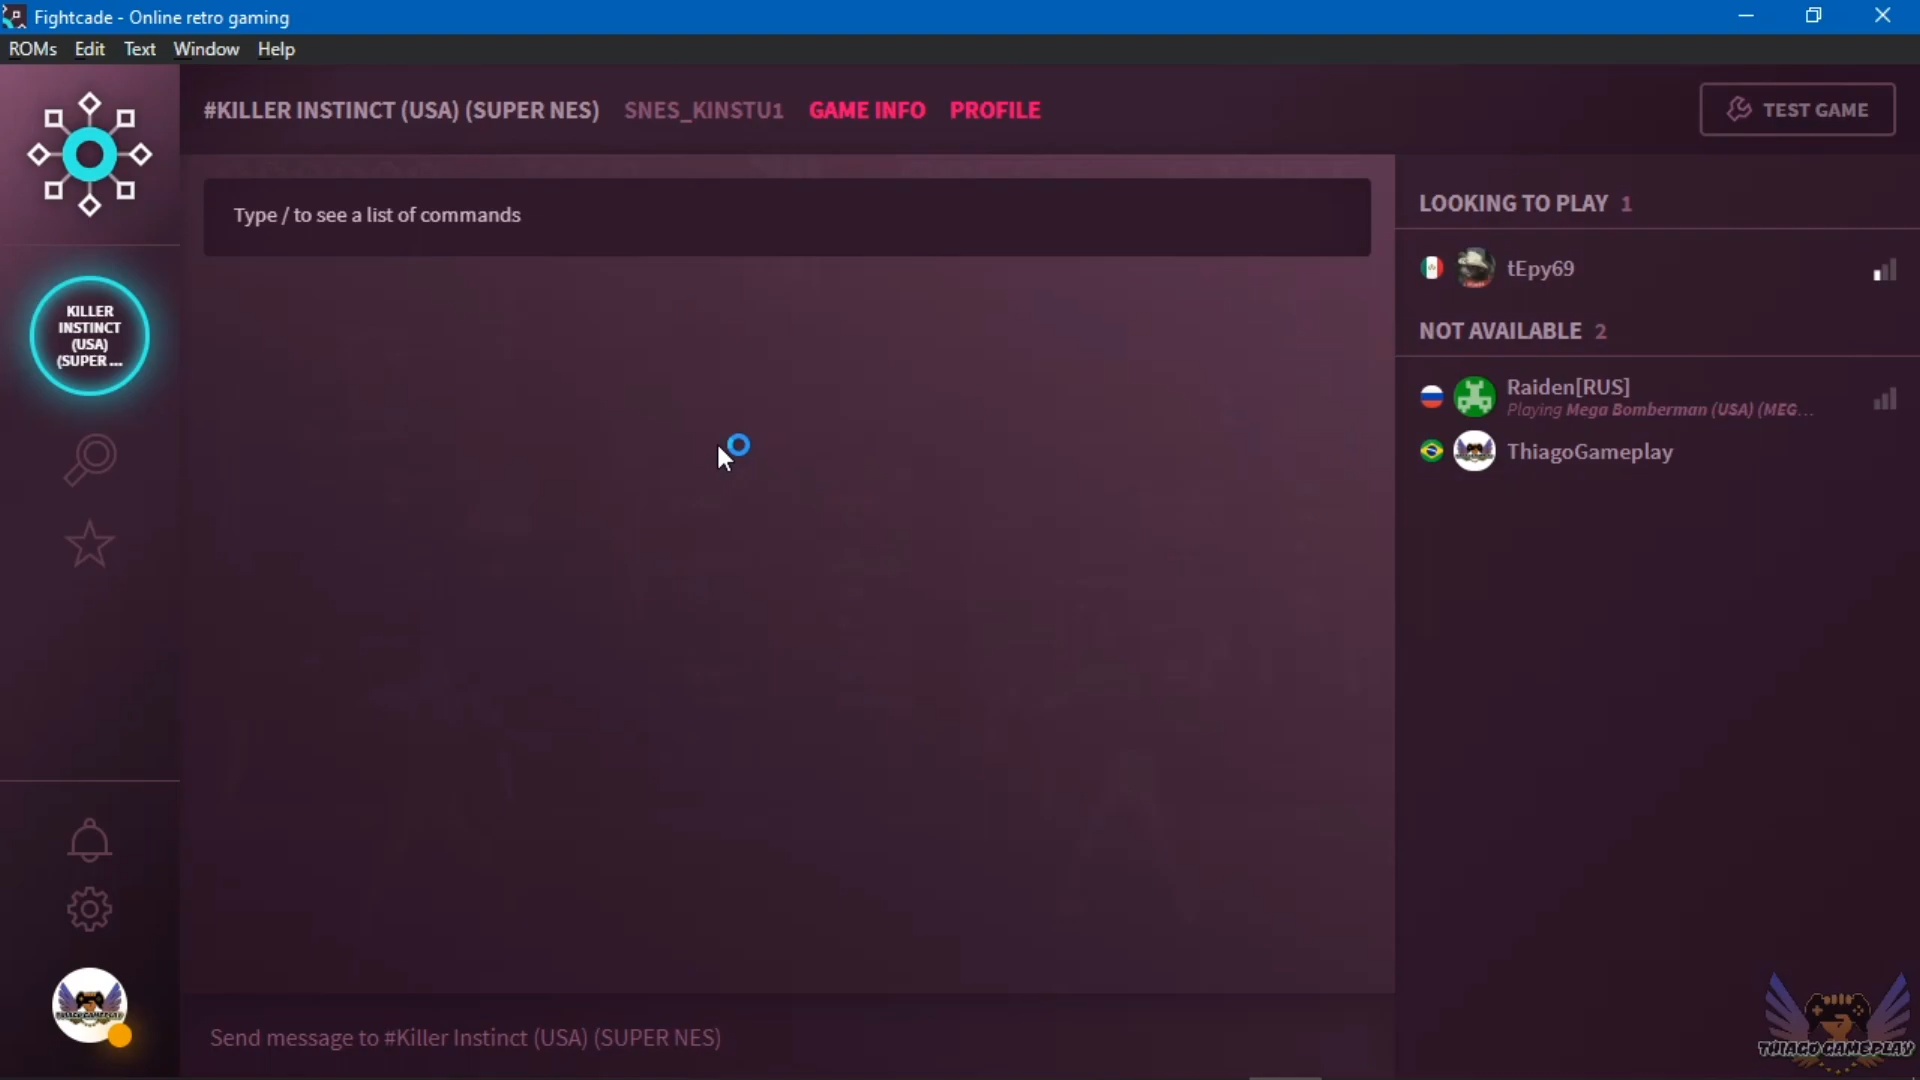 Fightcade - Online retro gaming
ROMs Edit Text Window Help
#KILLER INSTINCT (USA) (SUPER NES) SNES_KINSTU1 GAME INFO PROFILE
TEST GAME
Type / to see a list of commands
KILLER
INSTINCT
(USA)
(SUPER ...
LOOKING TO PLAY 1
tEpy69
NOT AVAILABLE 2
Raiden[RUS]
Playing Mega Bomberman (USA) (MEG...
ThiagoGameplay
THIAGO GAMEPLAY
Send message to #Killer Instinct (USA) (SUPER NES)
THIAGO GAMEPLAY